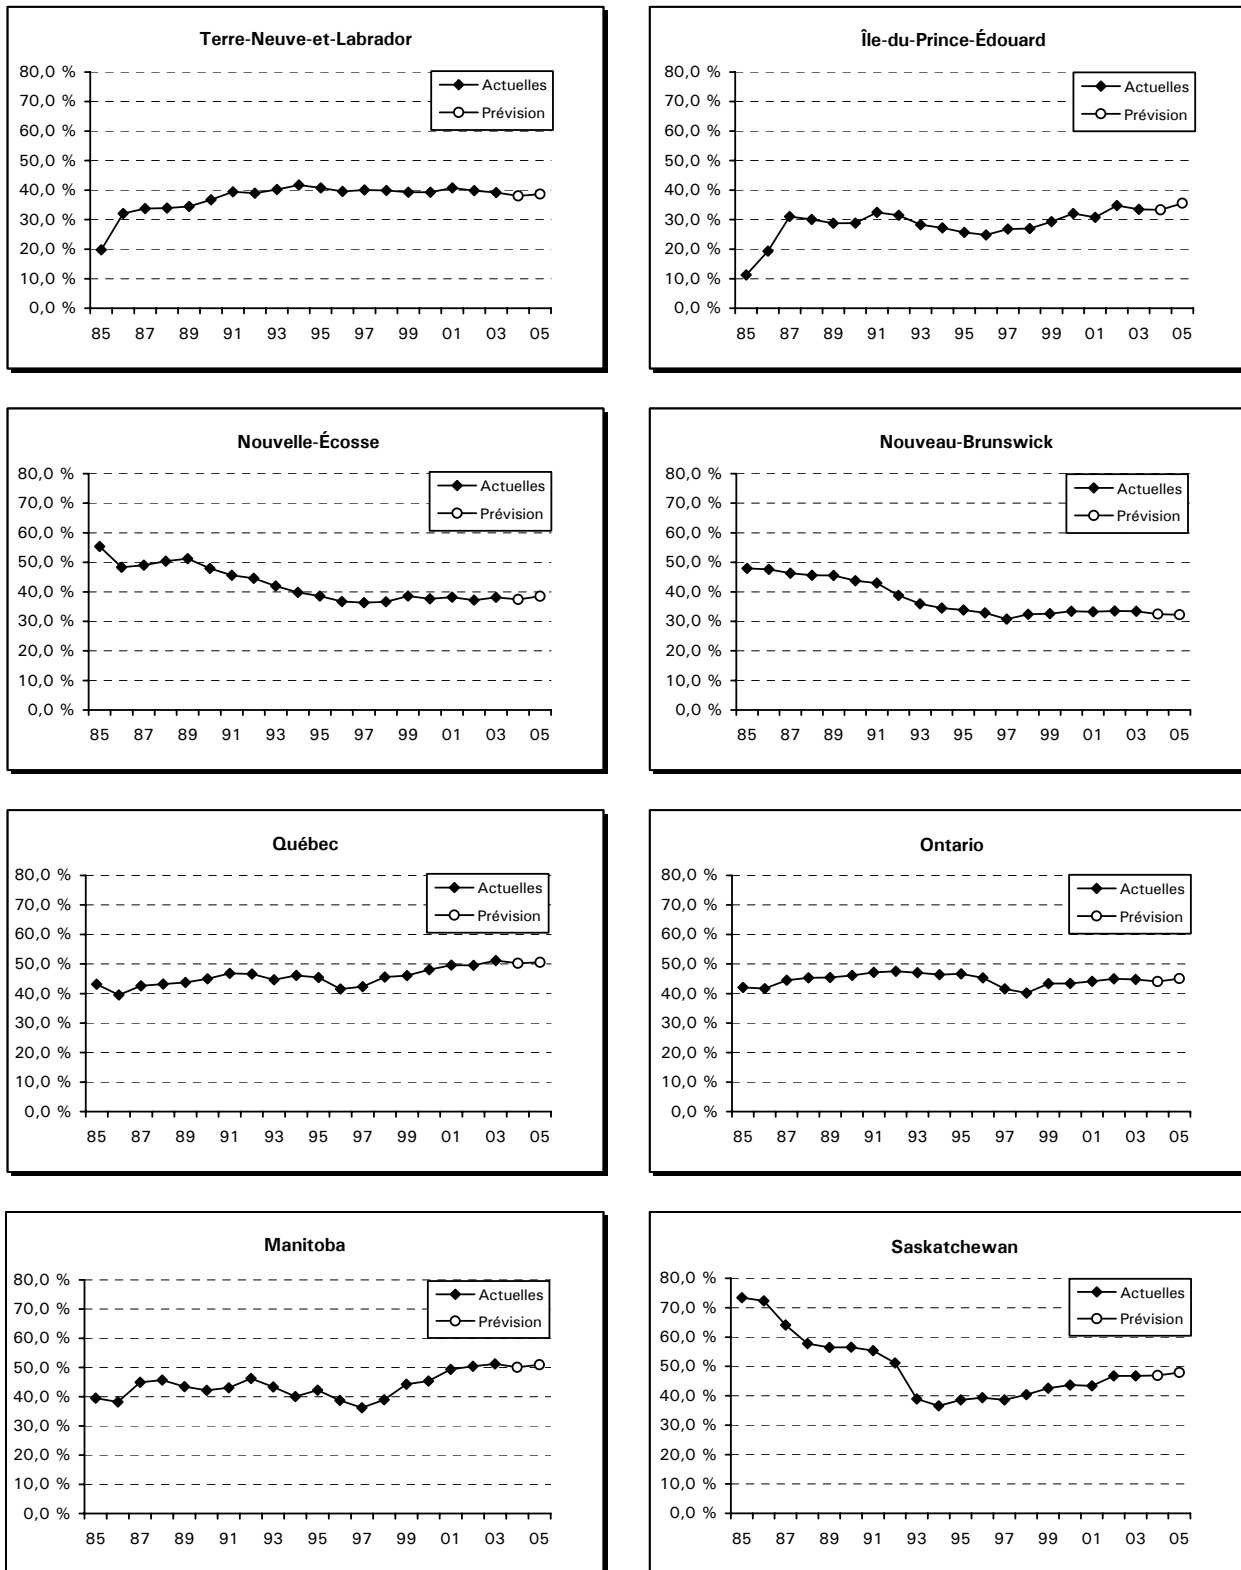 Terre-Neuve-et-Labrador
80,0 %
70,0 %
60,0 %
50,0 %
40,0 %
30,0 %
20,0 %
10,0 %
0,0 %
85 87 89 91 93 95 97 99 01 03 05
Actuelles
Prévision
Île-du-Prince-Édouard
80,0 %
70,0 %
60,0 %
50,0 %
40,0 %
30,0 %
20,0 %
10,0 %
0,0 %
85 87 89 91 93 95 97 99 01 03 05
Actuelles
Prévision
Nouvelle-Écosse
80,0 %
70,0 %
60,0 %
50,0 %
40,0 %
30,0 %
20,0 %
10,0 %
0,0 %
85 87 89 91 93 95 97 99 01 03 05
Actuelles
Prévision
Nouveau-Brunswick
80,0 %
70,0 %
60,0 %
50,0 %
40,0 %
30,0 %
20,0 %
10,0 %
0,0 %
85 87 89 91 93 95 97 99 01 03 05
Actuelles
Prévision
Québec
80,0 %
70,0 %
60,0 %
50,0 %
40,0 %
30,0 %
20,0 %
10,0 %
0,0 %
85 87 89 91 93 95 97 99 01 03 05
Actuelles
Prévision
Ontario
80,0 %
70,0 %
60,0 %
50,0 %
40,0 %
30,0 %
20,0 %
10,0 %
0,0 %
85 87 89 91 93 95 97 99 01 03 05
Actuelles
Prévision
Manitoba
80,0 %
70,0 %
60,0 %
50,0 %
40,0 %
30,0 %
20,0 %
10,0 %
0,0 %
85 87 89 91 93 95 97 99 01 03 05
Actuelles
Prévision
Saskatchewan
80,0 %
70,0 %
60,0 %
50,0 %
40,0 %
30,0 %
20,0 %
10,0 %
0,0 %
85 87 89 91 93 95 97 99 01 03 05
Actuelles
Prévision